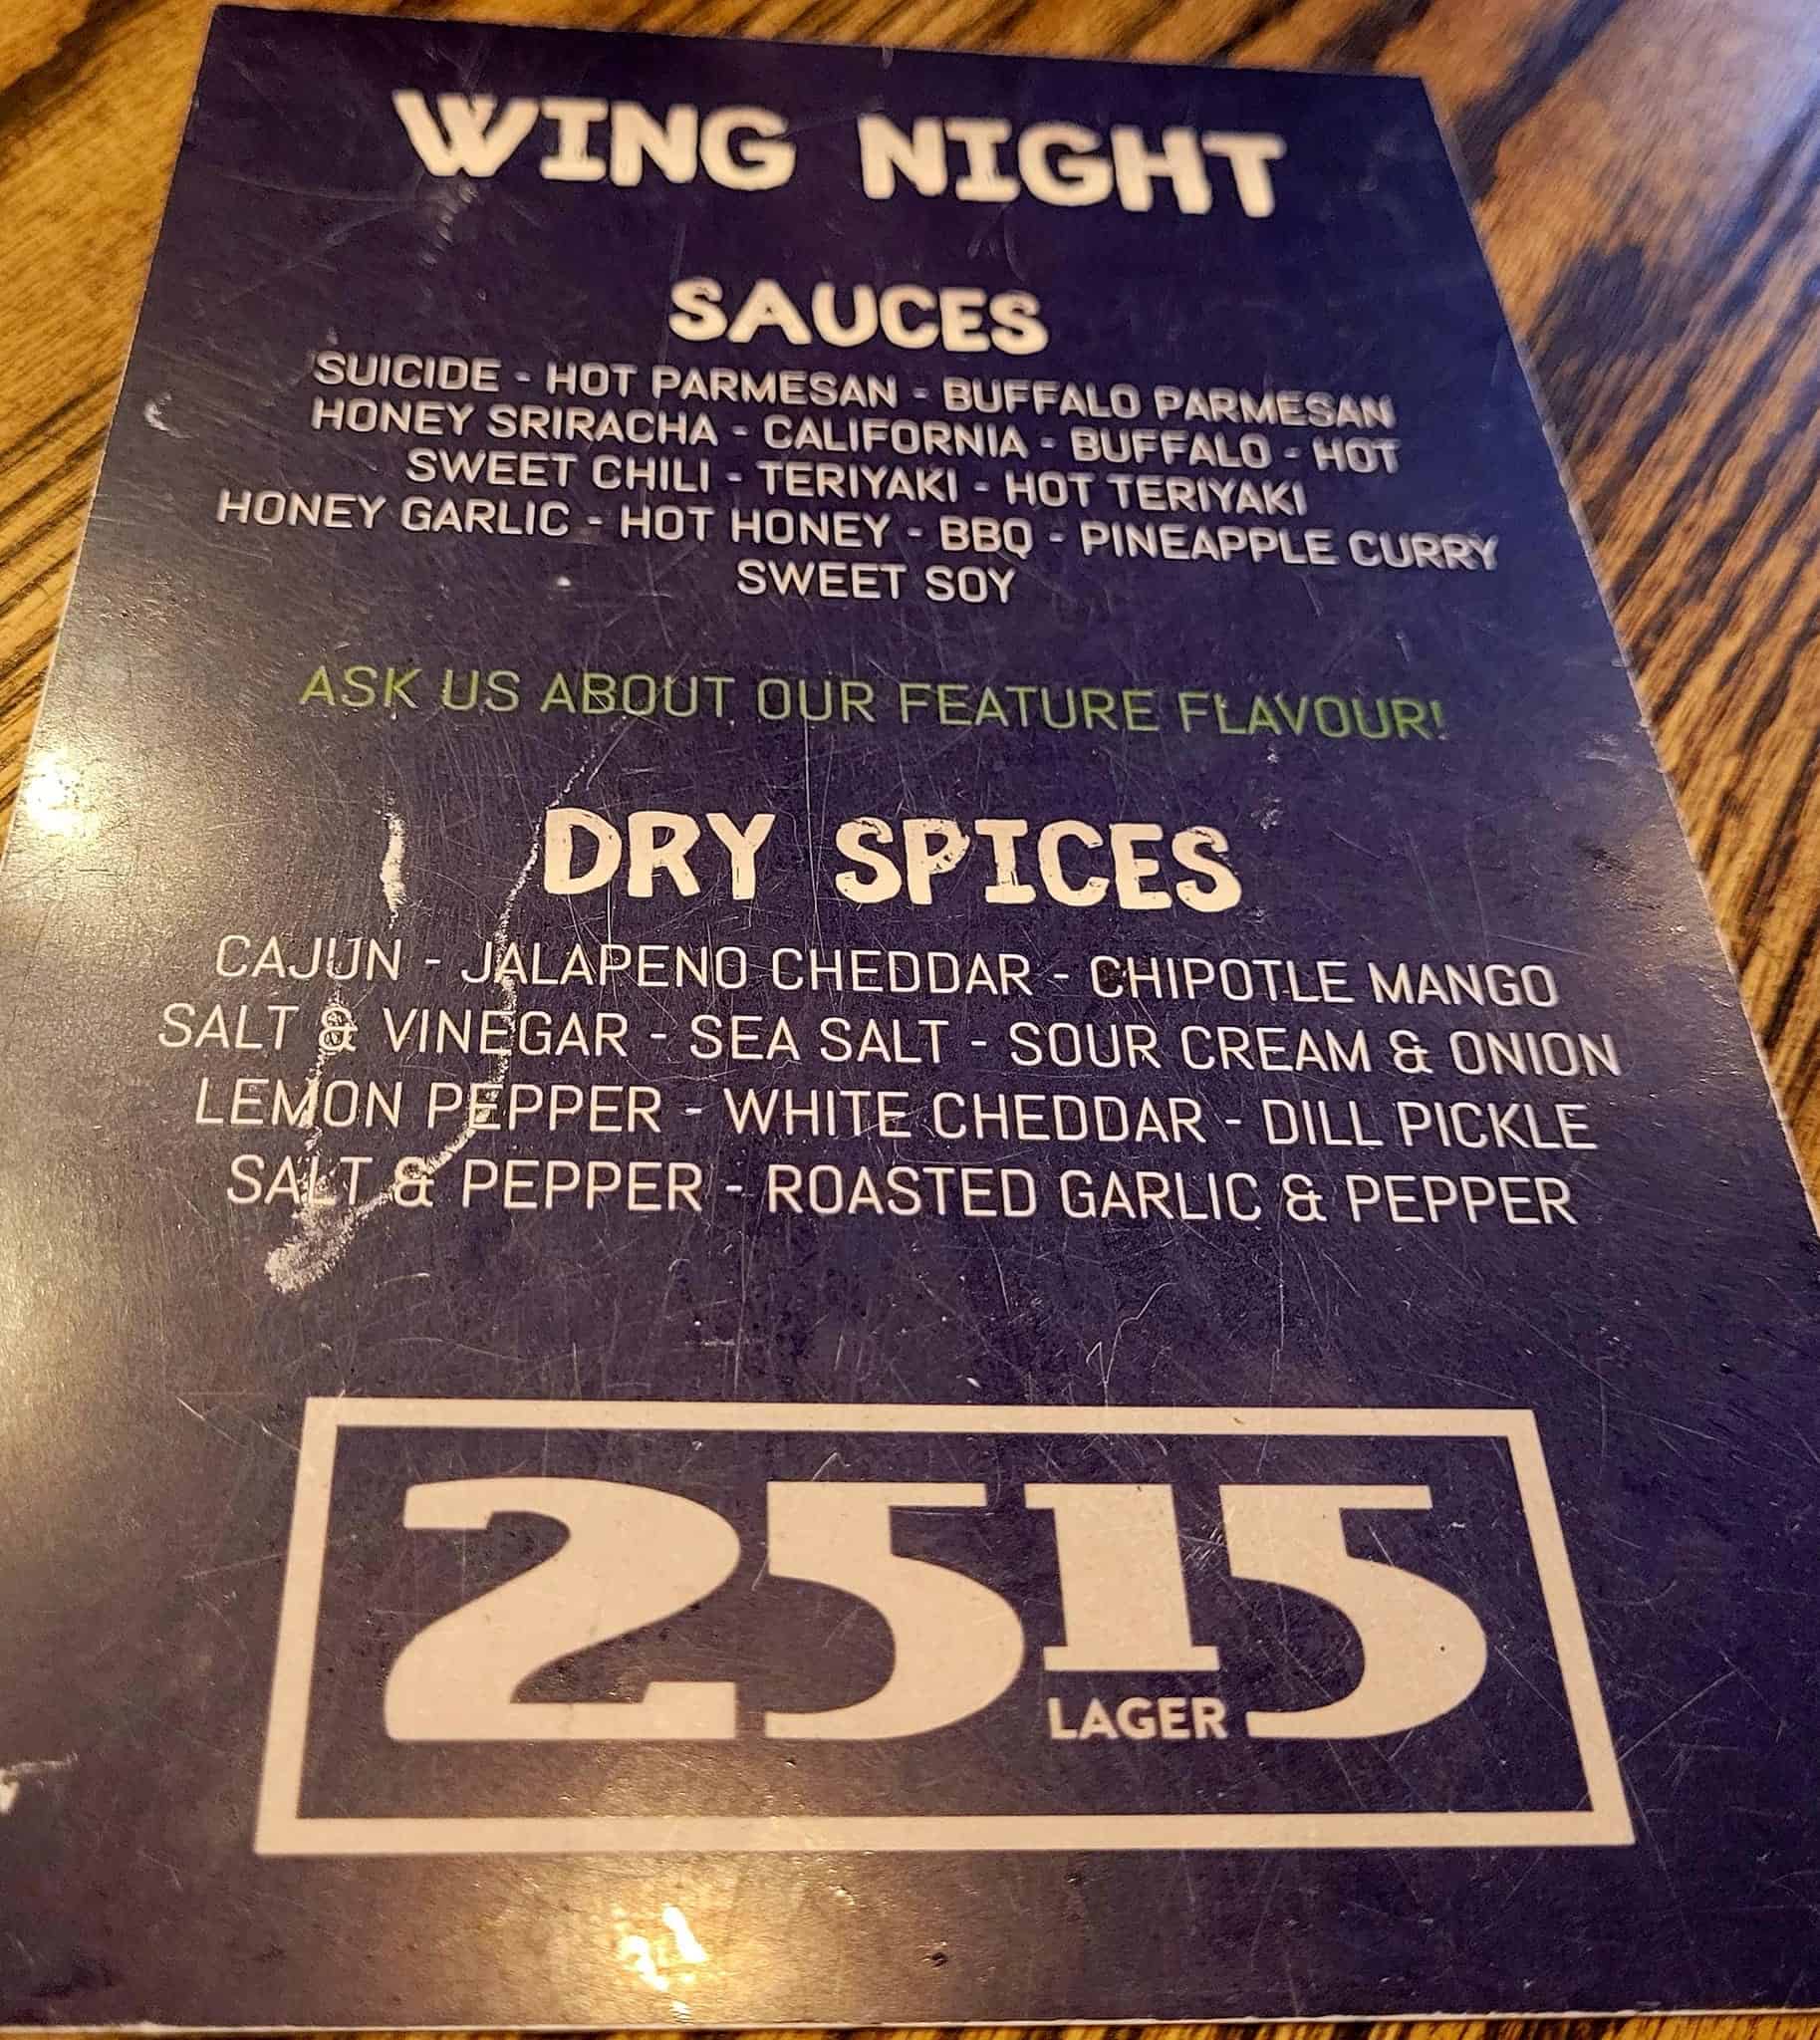 WING NIGHT
SAUCES
SUICIDE - HOT PARMESAN - BUFFALO PARMESAN
HONEY SRIRACHA - CALIFORNIA - BUFFALO - HOT
SWEET CHILI - TERIYAKI - HOT TERIYAKI
HONEY GARLIC - HOT HONEY - BBQ - PINEAPPLE CURRY
SWEET SOY
ASK US ABOUT OUR FEATURE FLAVOUR!
DRY SPICES
CAJUN - JALAPENO CHEDDAR - CHIPOTLE MANGO
SALT & VINEGAR - SEA SALT - SOUR CREAM & ONION
LEMON PEPPER - WHITE CHEDDAR - DILL PICKLE
SALT & PEPPER - ROASTED GARLIC & PEPPER
2515
LAGER